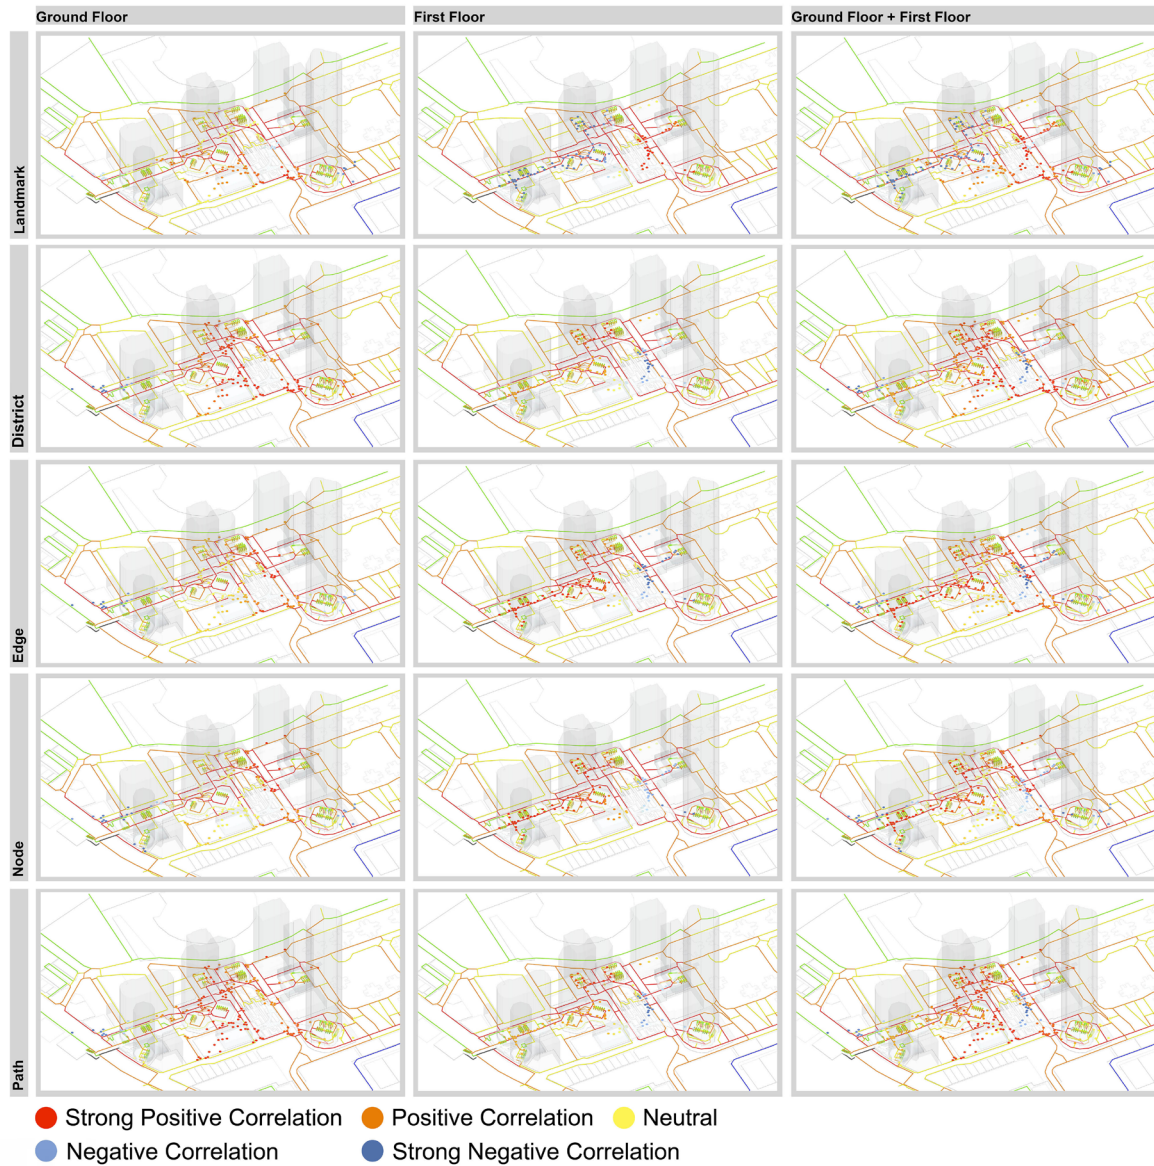 Ground Floor
First Floor
Ground Floor + First Floor
Landmark
District
Edge
Node
Path
Strong Positive Correlation
Positive Correlation
Neutral
Negative Correlation
Strong Negative Correlation